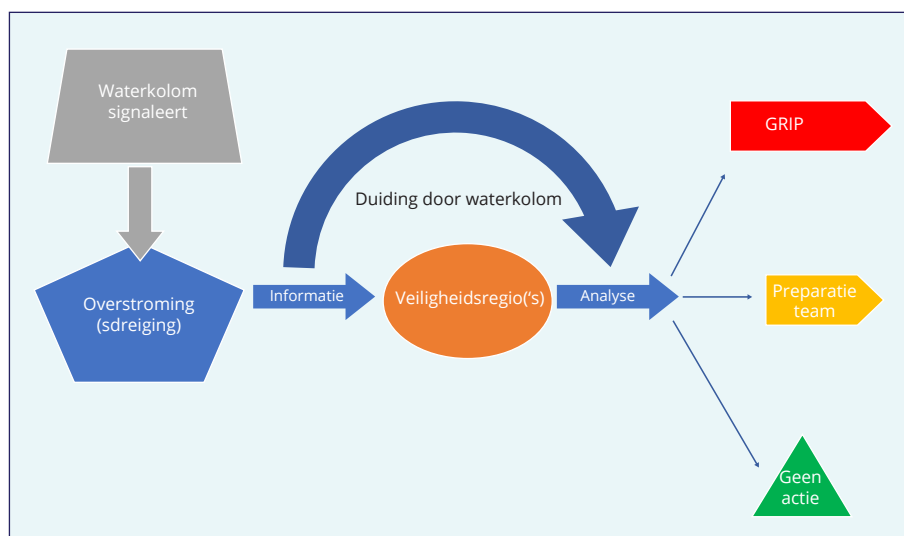 Waterkolom
signaleert
Duiding door waterkolom
Overstroming
(sdreiging)
Informatie
Veiligheidsregio(‘s)
Analyse
GRIP
Preparatie
team
Geen
actie